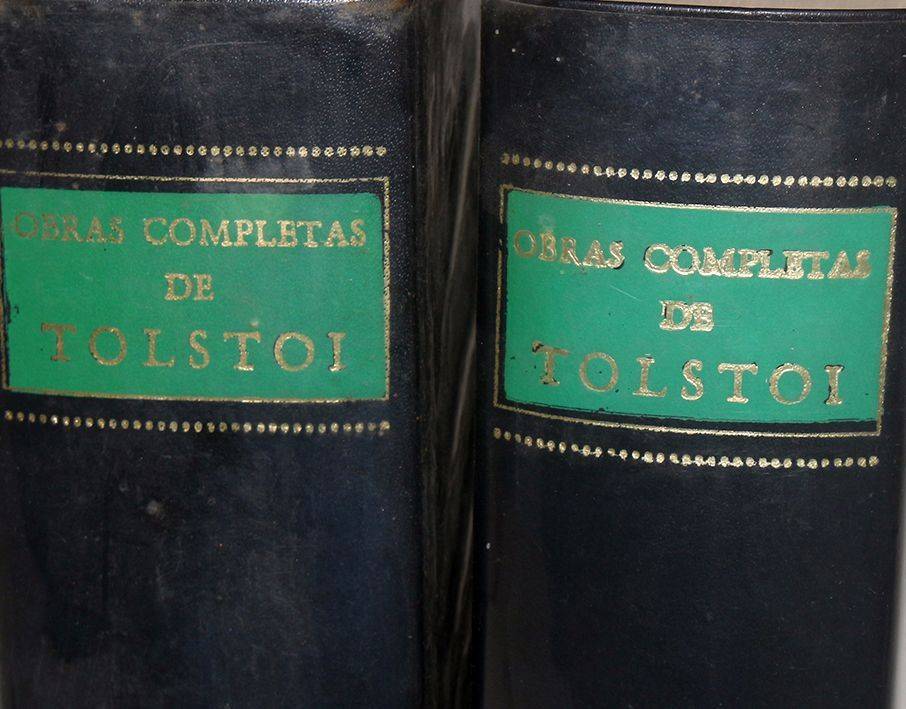 OBRAS COMPLETAS
DE
TOLSTOI
OBRAS COMPLETAS
DE
TOLSTOI